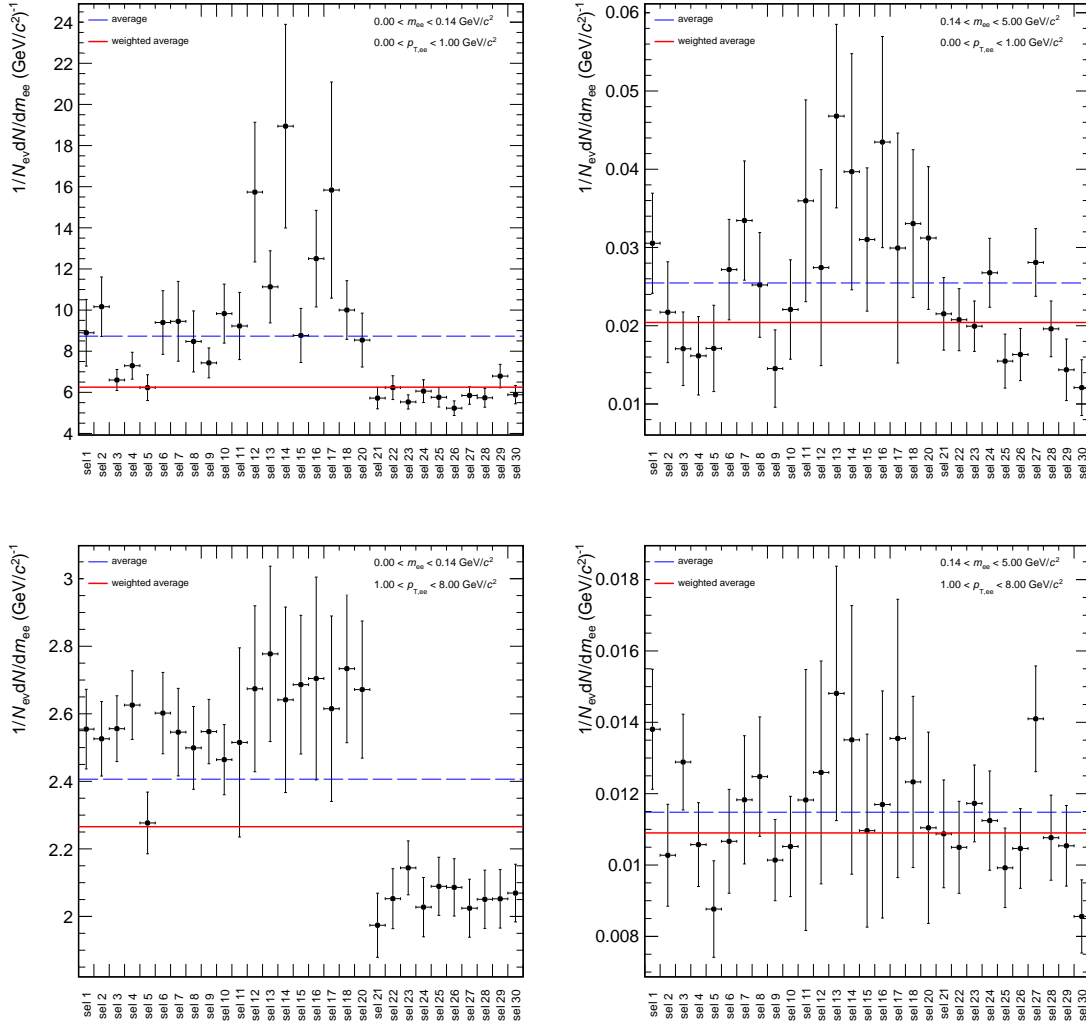 1/N_ev dN/dm_ee (GeV/c²)⁻¹
average
weighted average
0.00 < m_ee < 0.14 GeV/c²
0.00 < p_T,ee < 1.00 GeV/c²
24
22
20
18
16
14
12
10
8
6
4
sel 1
sel 2
sel 3
sel 4
sel 5
sel 6
sel 7
sel 8
sel 9
sel 10
sel 11
sel 12
sel 13
sel 14
sel 15
sel 16
sel 17
sel 18
sel 20
sel 21
sel 22
sel 23
sel 24
sel 25
sel 26
sel 27
sel 28
sel 29
sel 30
1/N_ev dN/dm_ee (GeV/c²)⁻¹
average
weighted average
0.14 < m_ee < 5.00 GeV/c²
0.00 < p_T,ee < 1.00 GeV/c²
0.06
0.05
0.04
0.03
0.02
0.01
sel 1
sel 2
sel 3
sel 4
sel 5
sel 6
sel 7
sel 8
sel 9
sel 10
sel 11
sel 12
sel 13
sel 14
sel 15
sel 16
sel 17
sel 18
sel 20
sel 21
sel 22
sel 23
sel 24
sel 25
sel 26
sel 27
sel 28
sel 29
sel 30
1/N_ev dN/dm_ee (GeV/c²)⁻¹
average
weighted average
0.00 < m_ee < 0.14 GeV/c²
1.00 < p_T,ee < 8.00 GeV/c²
3
2.8
2.6
2.4
2.2
2
sel 1
sel 2
sel 3
sel 4
sel 5
sel 6
sel 7
sel 8
sel 9
sel 10
sel 11
sel 12
sel 13
sel 14
sel 15
sel 16
sel 17
sel 18
sel 20
sel 21
sel 22
sel 23
sel 24
sel 25
sel 26
sel 27
sel 28
sel 29
sel 30
1/N_ev dN/dm_ee (GeV/c²)⁻¹
average
weighted average
0.14 < m_ee < 5.00 GeV/c²
1.00 < p_T,ee < 8.00 GeV/c²
0.018
0.016
0.014
0.012
0.01
0.008
sel 1
sel 2
sel 3
sel 4
sel 5
sel 6
sel 7
sel 8
sel 9
sel 10
sel 11
sel 12
sel 13
sel 14
sel 15
sel 16
sel 17
sel 18
sel 20
sel 21
sel 22
sel 23
sel 24
sel 25
sel 26
sel 27
sel 28
sel 29
sel 30